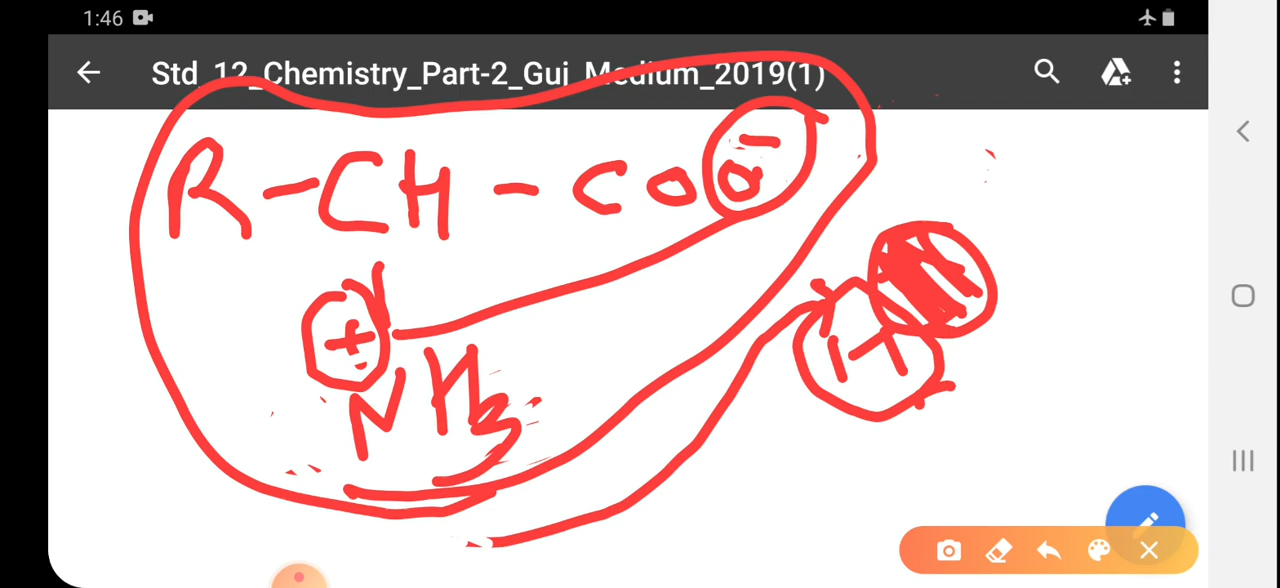 1:46
Std_12_Chemistry_Part-2_Guj_Medium_2019(1)
R-CH-COO⁻
+
NH3
H